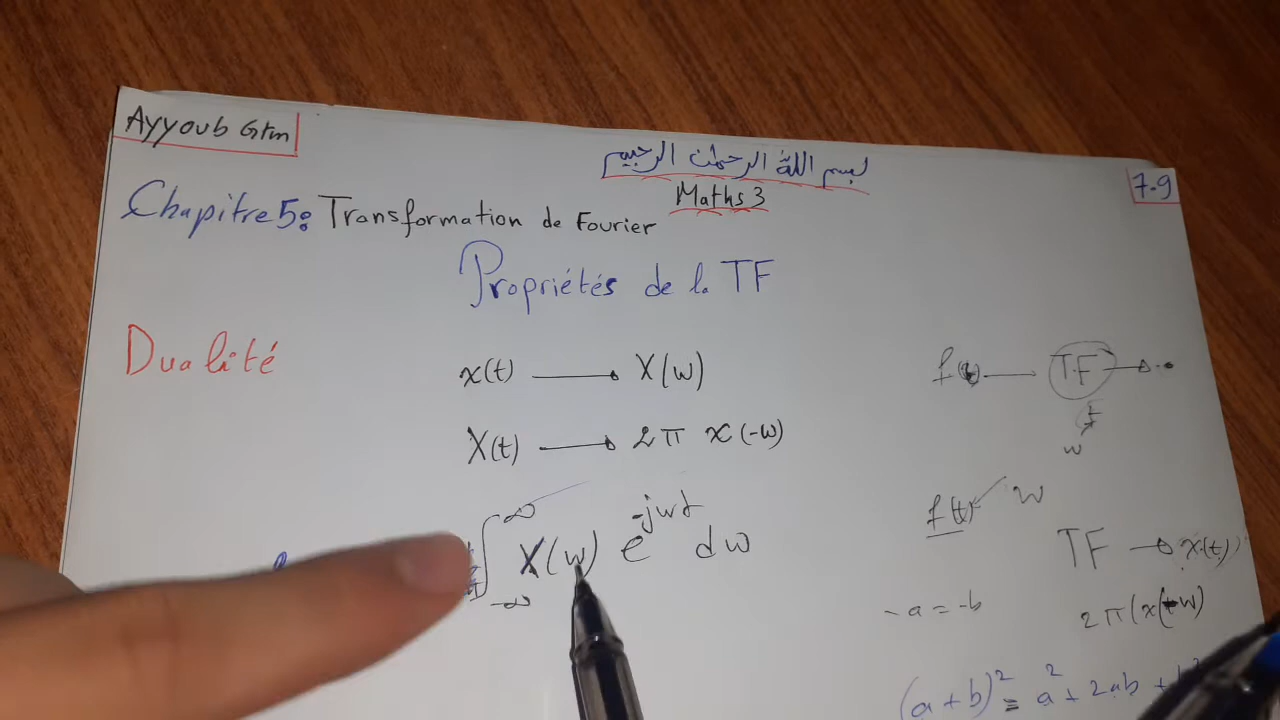 Ayyoub Gtm
بسم الله الرحمٰن الرحيم
Maths 3
7-9
Chapitre 5: Transformation de Fourier
Propriétés de la TF
Dualité
x(t) → X(w)
X(t) → 2π x(-w)
∫ ∞ -∞ X(w) e^{-jwt} dw
TF
w
f(t) w
TF → x(t)
-a = -b
2π(x(-w)
(a+b)² = a² + 2ab +